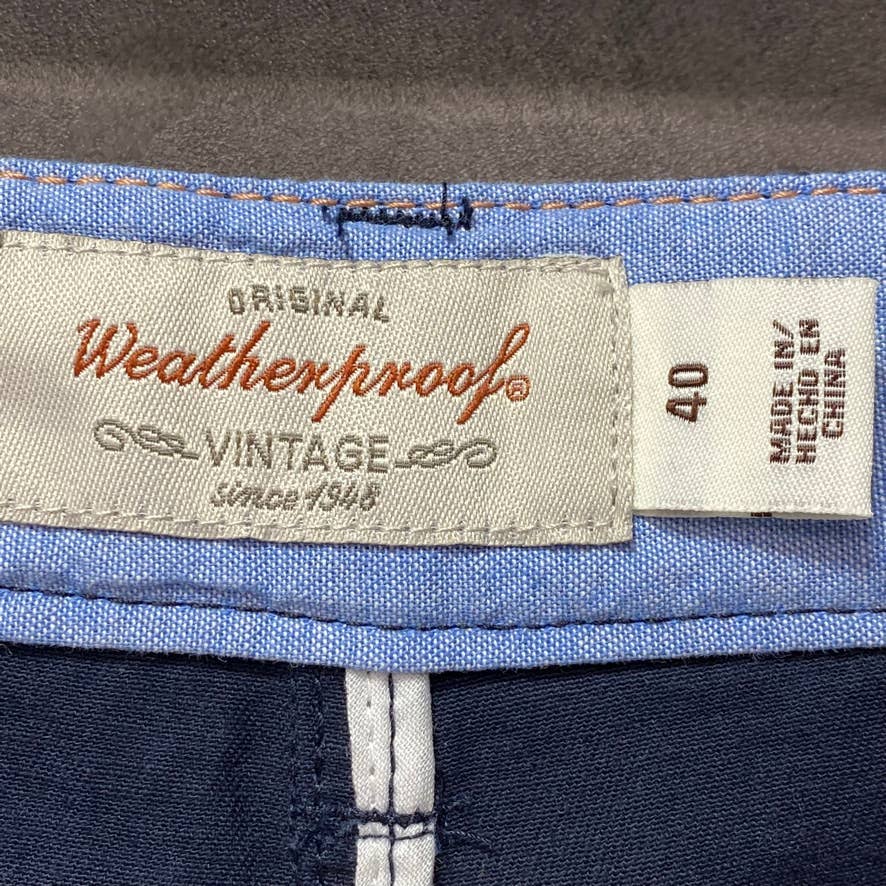 ORIGINAL
Weatherproof®
VINTAGE
since 1948
40
MADE IN/
HECHO EN
CHINA